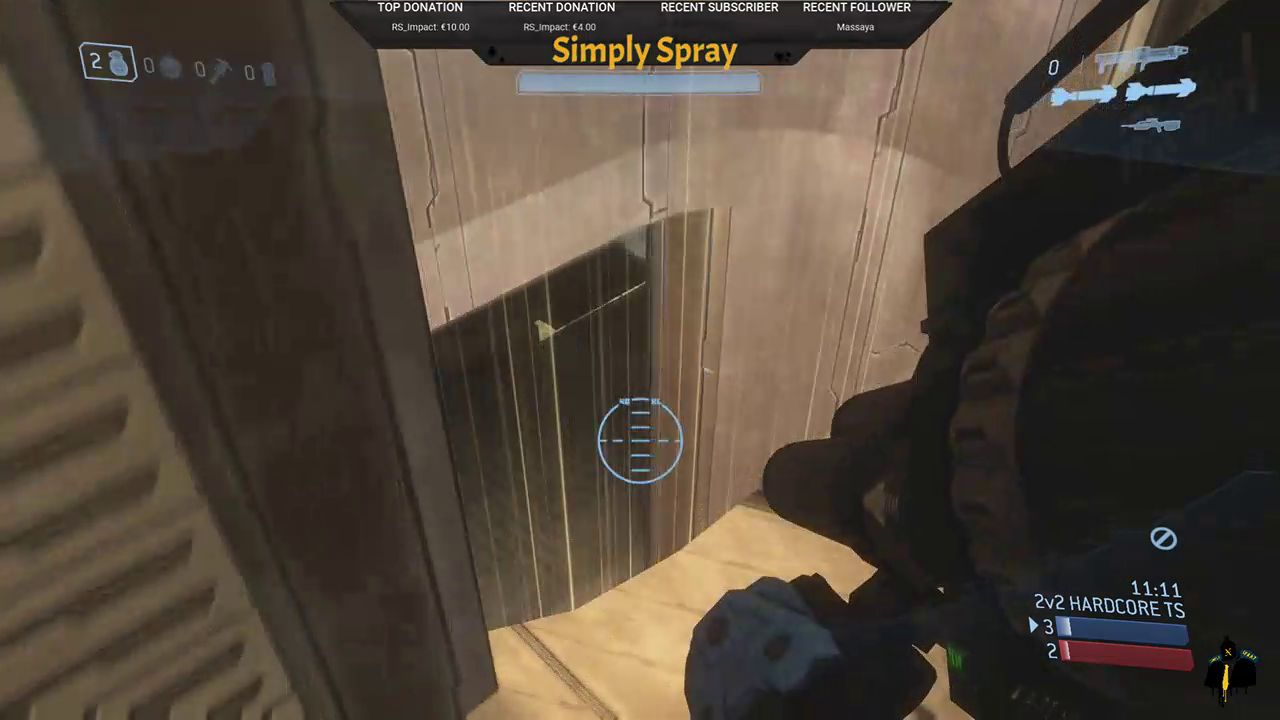 TOP DONATION RECENT DONATION RECENT SUBSCRIBER RECENT FOLLOWER
RS_Impact: €10.00 RS_Impact: €4.00 Massaya
Simply Spray
2 0 0 0
0
11:11
2v2 HARDCORE TS
3
2